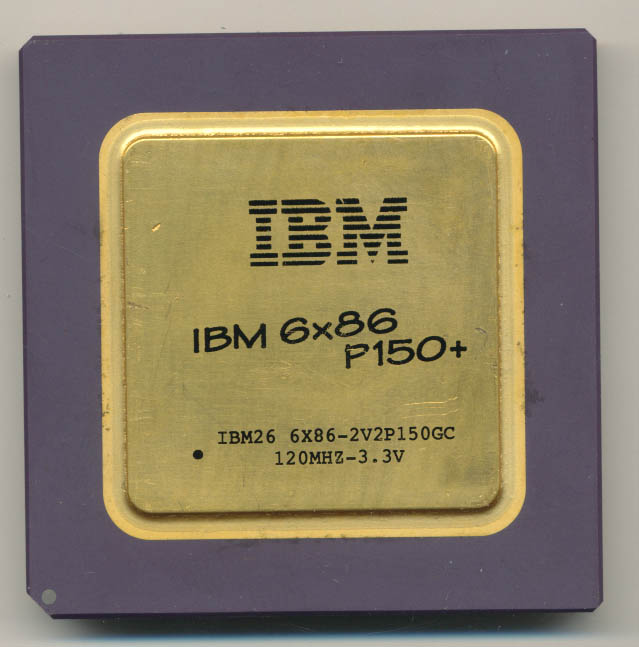 IBM
IBM 6x86
P150+
IBM26 6X86-2V2P150GC
120MHZ-3.3V